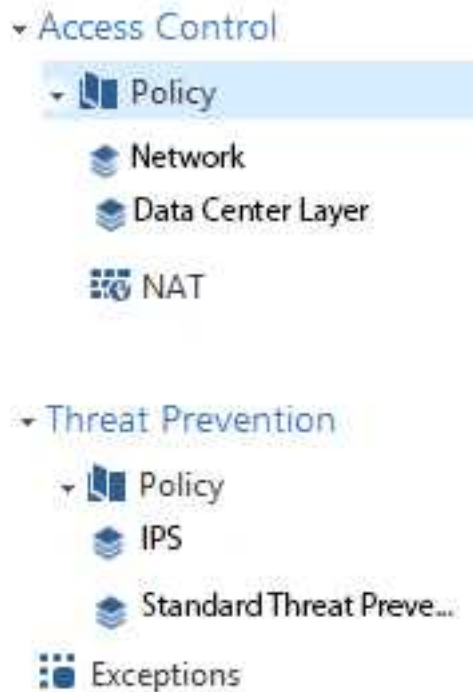 Access Control
Policy
Network
Data Center Layer
NAT
Threat Prevention
Policy
IPS
Standard Threat Preve...
Exceptions